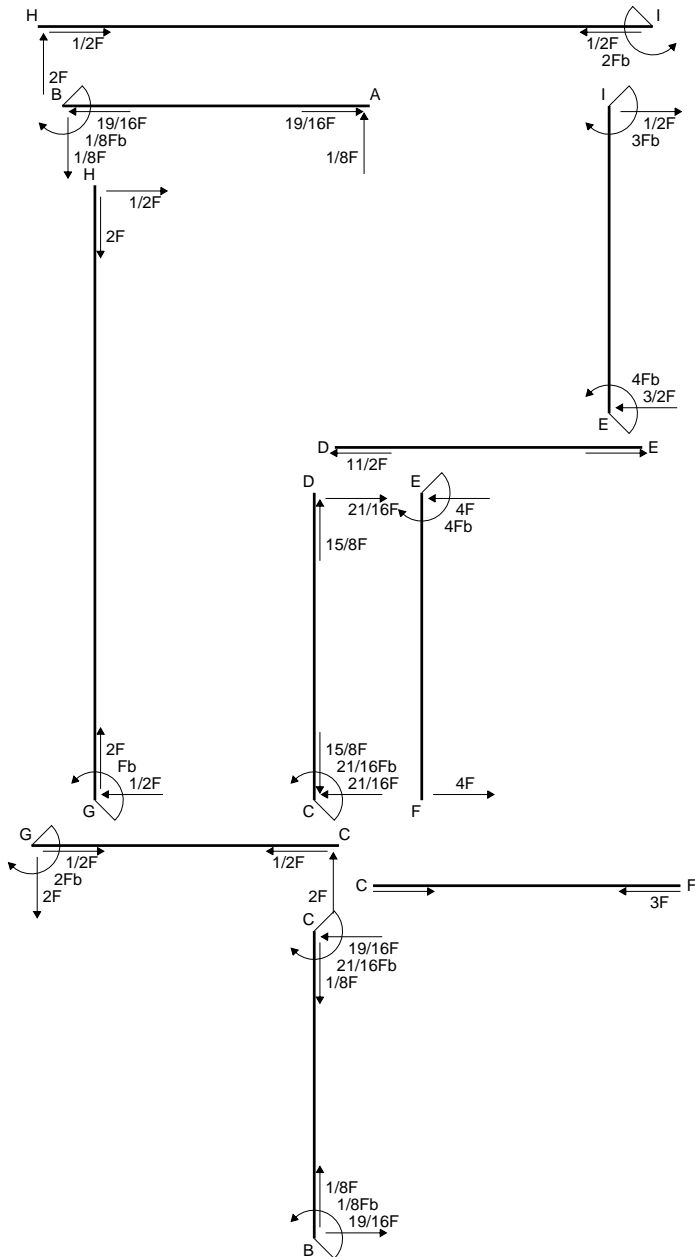 H I
1/2F 1/2F
2Fb
2F
B A I
19/16F 19/16F 1/2F
1/8Fb 3Fb
1/8F 1/8F
H
1/2F
2F
4Fb
3/2F
E
D E
11/2F
D E
21/16F 4F
4Fb
15/8F
2F 15/8F
Fb 21/16Fb
1/2F 21/16F 4F
G C F
G C
1/2F 1/2F
2Fb
2F 2F
C F
3F
C
19/16F
21/16Fb
1/8F
1/8F
1/8Fb
19/16F
B